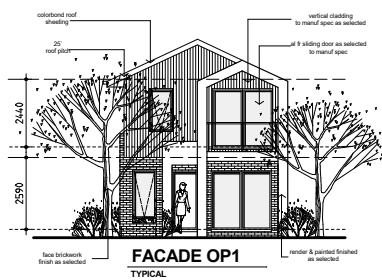 colorbond roof
sheeting
25'
roof pitch
vertical cladding
to manuf spec as selected
al fr sliding door as selected
to manuf spec
2440
2590
face brickwork
finish as selected
render & painted finished
as selected
FACADE OP1
TYPICAL